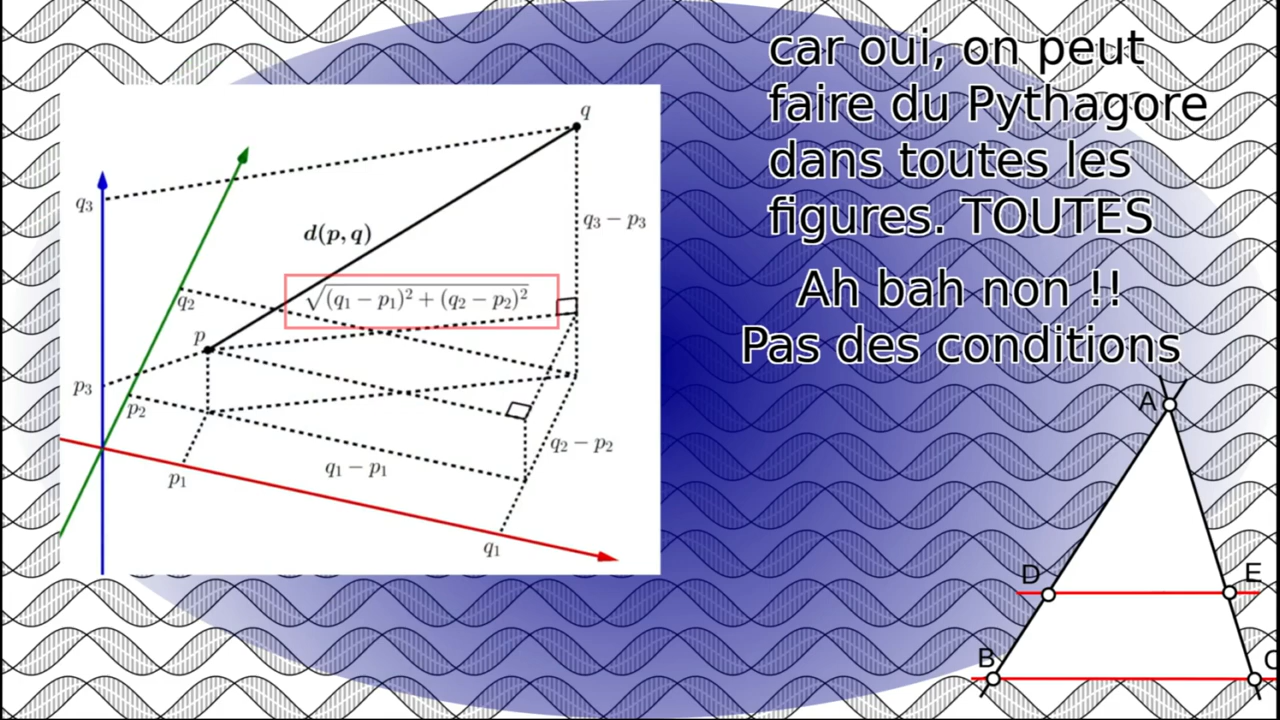 car oui, on peut
faire du Pythagore
dans toutes les
figures. TOUTES
Ah bah non !!
Pas des conditions
q
q₃
q₃ − p₃
d(p, q)
√(q₁ − p₁)² + (q₂ − p₂)²
q₂
p
p₃
p₂
q₂ − p₂
q₁ − p₁
p₁
q₁
A
D
E
B
C